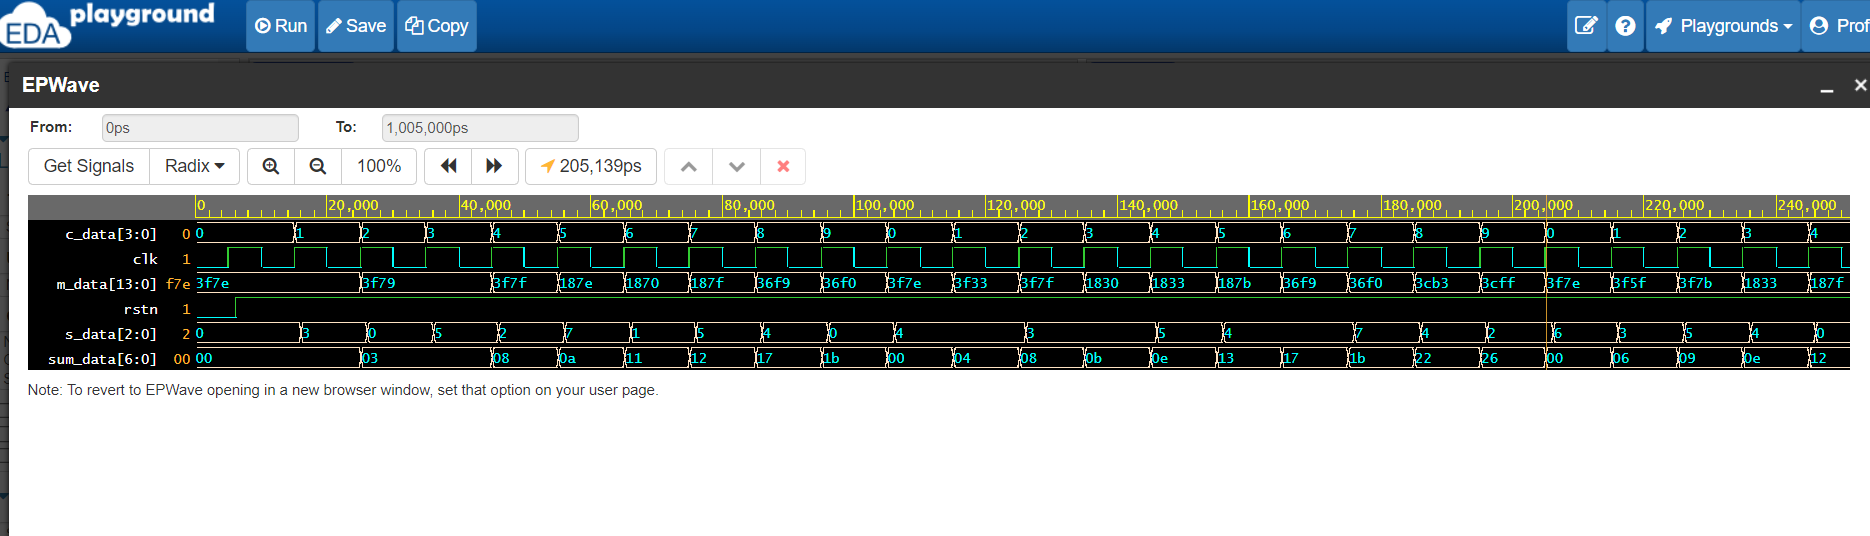 EDA playground Run Save Copy Playgrounds Prof
EPWave
From: 0ps To: 1,005,000ps
Get Signals Radix 100% 205,139ps
0 20,000 40,000 60,000 80,000 100,000 120,000 140,000 160,000 180,000 200,000 220,000 240,000
c_data[3:0] 0 0 1 2 3 4 5 6 7 8 9 0 1 2 3 4 5 6 7 8 9 0 1 2 3 4
clk 1
m_data[13:0] f7e 3f7e 3f79 3f7f 187e 1870 187f 36f9 36f0 3f7e 3f33 3f7f 1830 1833 187b 36f9 36f0 3cb3 3cff 3f7e 3f5f 3f7b 1833 187f
rstn 1
s_data[2:0] 2 0 3 0 5 2 7 1 5 4 0 4 3 5 4 7 4 2 6 3 5 4 0
sum_data[6:0] 00 00 03 08 0a 11 12 17 1b 00 04 08 0b 0e 13 17 1b 22 26 00 06 09 0e 12
Note: To revert to EPWave opening in a new browser window, set that option on your user page.